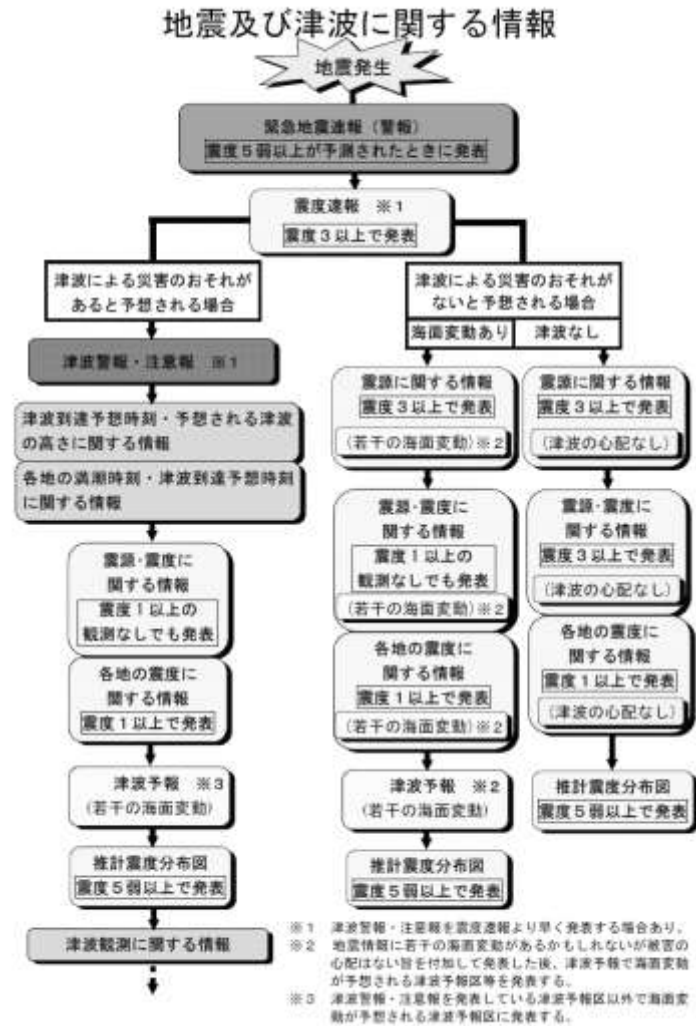 地震及び津波に関する情報
地震発生
緊急地震速報（警報）
震度５弱以上が予測されたときに発表
震度速報　※１
震度３以上で発表
津波による災害のおそれが
あると予想される場合
津波警報・注意報　※１
津波到達予想時刻・予想される津波
の高さに関する情報
各地の満潮時刻・津波到達予想時刻
に関する情報
震源・震度に
関する情報
震度１以上の
観測なしでも発表
各地の震度に
関する情報
震度１以上で発表
津波予報　※３
(若干の海面変動)
推計震度分布図
震度５弱以上で発表
津波観測に関する情報
津波による災害のおそれが
ないと予想される場合
海面変動あり
津波なし
震源に関する情報
震度３以上で発表
(若干の海面変動)※２
震源・震度に
関する情報
震度１以上の
観測なしでも発表
(若干の海面変動)※２
各地の震度に
関する情報
震度１以上で発表
(若干の海面変動)※２
津波予報　※２
(若干の海面変動)
推計震度分布図
震度５弱以上で発表
震源に関する情報
震度３以上で発表
(津波の心配なし)
震源・震度に
関する情報
震度３以上で発表
(津波の心配なし)
各地の震度に
関する情報
震度１以上で発表
(津波の心配なし)
推計震度分布図
震度５弱以上で発表
※１　津波警報・注意報を震度速報より早く発表する場合あり。
※２　地震情報に若干の海面変動があるかもしれないが被害の
心配はない旨を付加して発表した後、津波予報で海面変動
が予想される津波予報区等を発表する。
※３　津波警報・注意報を発表している津波予報区以外で海面変
動が予想される津波予報区に発表する。